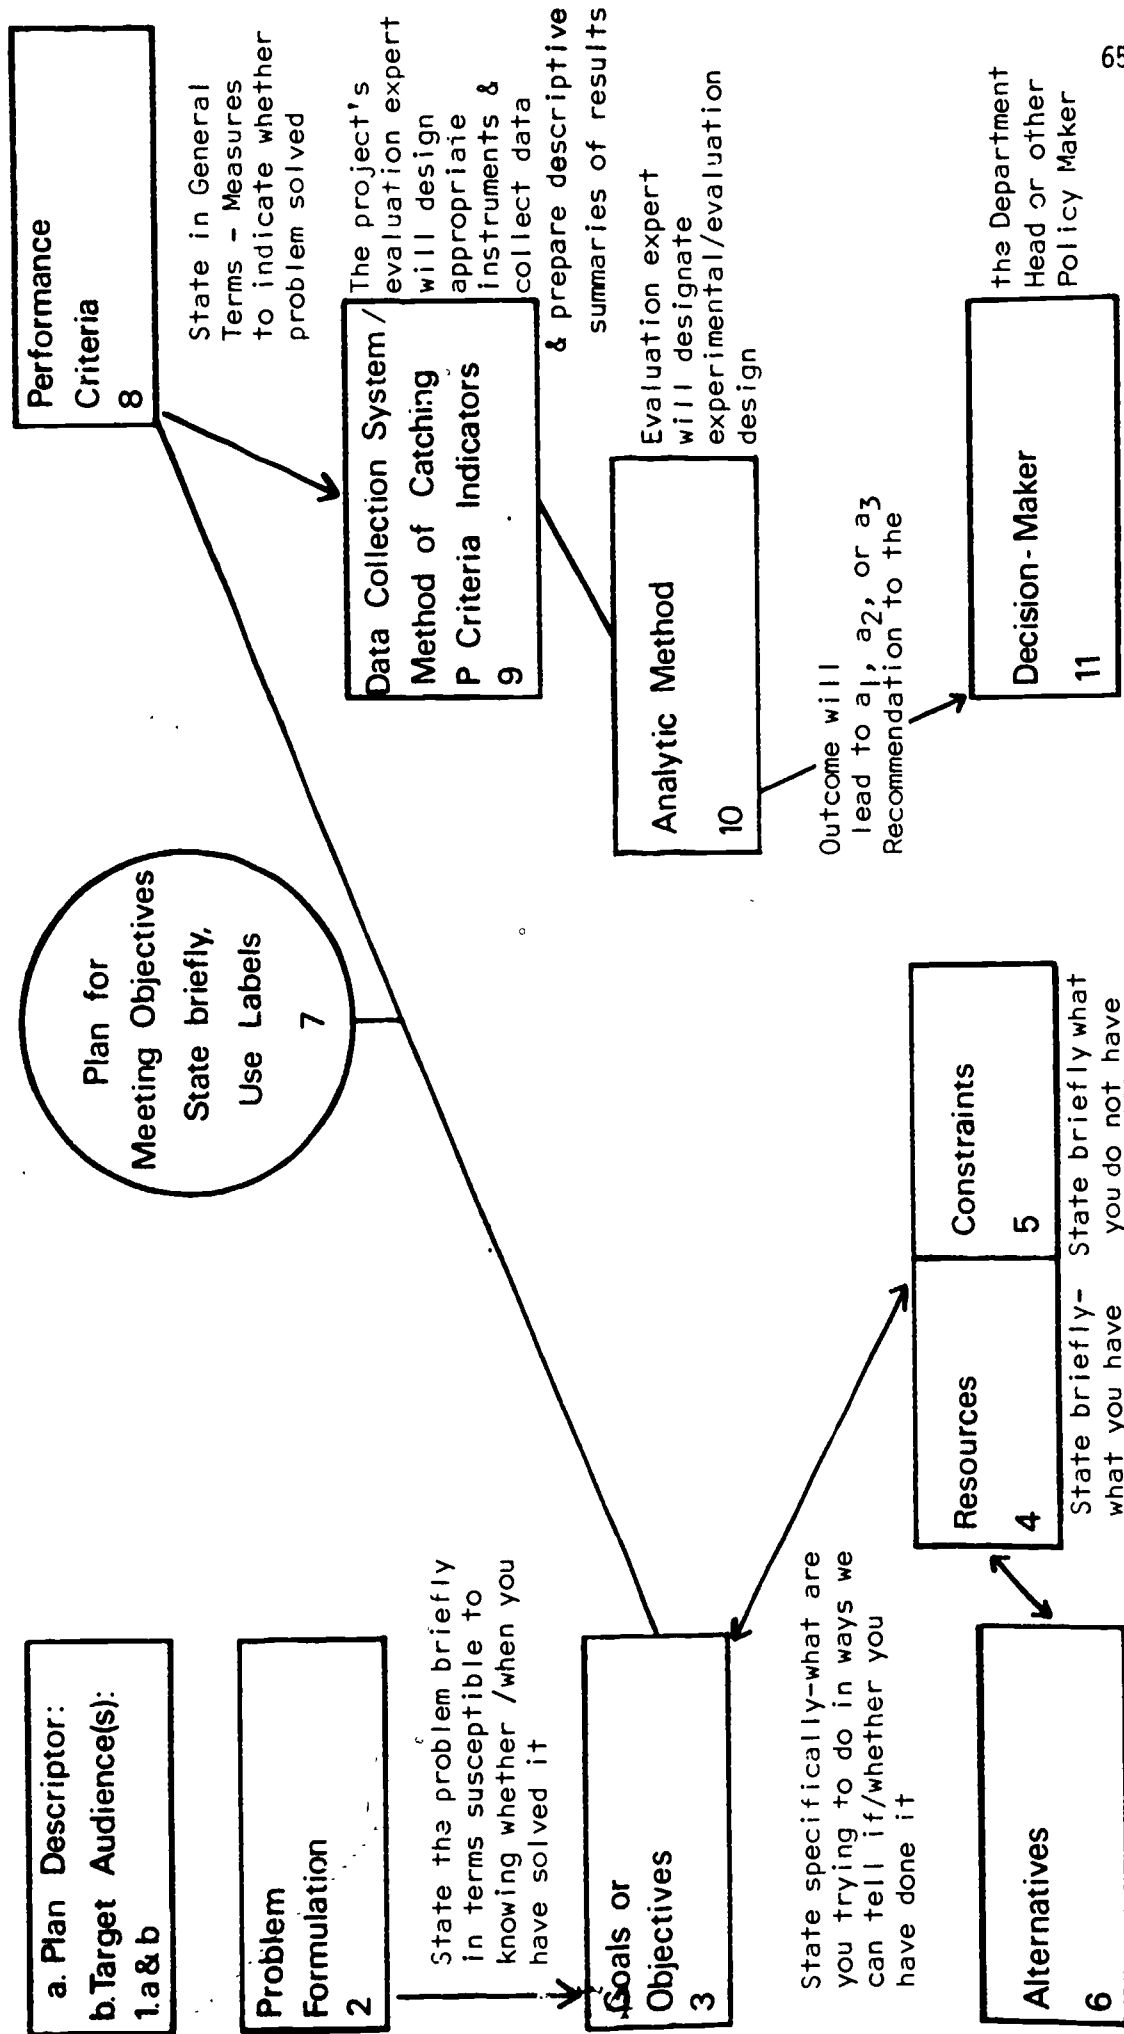 a. Plan Descriptor:
b. Target Audience(s):
1.a & b
Problem
Formulation
2
State the problem briefly
in terms susceptible to
knowing whether /when you
have solved it
Goals or
Objectives
3
State specifically-what are
you trying to do in ways we
can tell if/whether you
have done it
Alternatives
6
Resources
4
State briefly-
what you have
Constraints
5
State briefly what
you do not have
Plan for
Meeting Objectives
State briefly,
Use Labels
7
Performance
Criteria
8
State in General
Terms - Measures
to indicate whether
problem solved
Data Collection System/
Method of Catching
P Criteria Indicators
9
The project's
evaluation expert
will design
appropriaie
instruments &
collect data
& prepare descriptive
summaries of results
Analytic Method
10
Evaluation expert
will designate
experimental/evaluation
design
Outcome will
lead to a1, a2, or a3
Recommendation to the
Decision-Maker
11
the Department
Head or other
Policy Maker
65